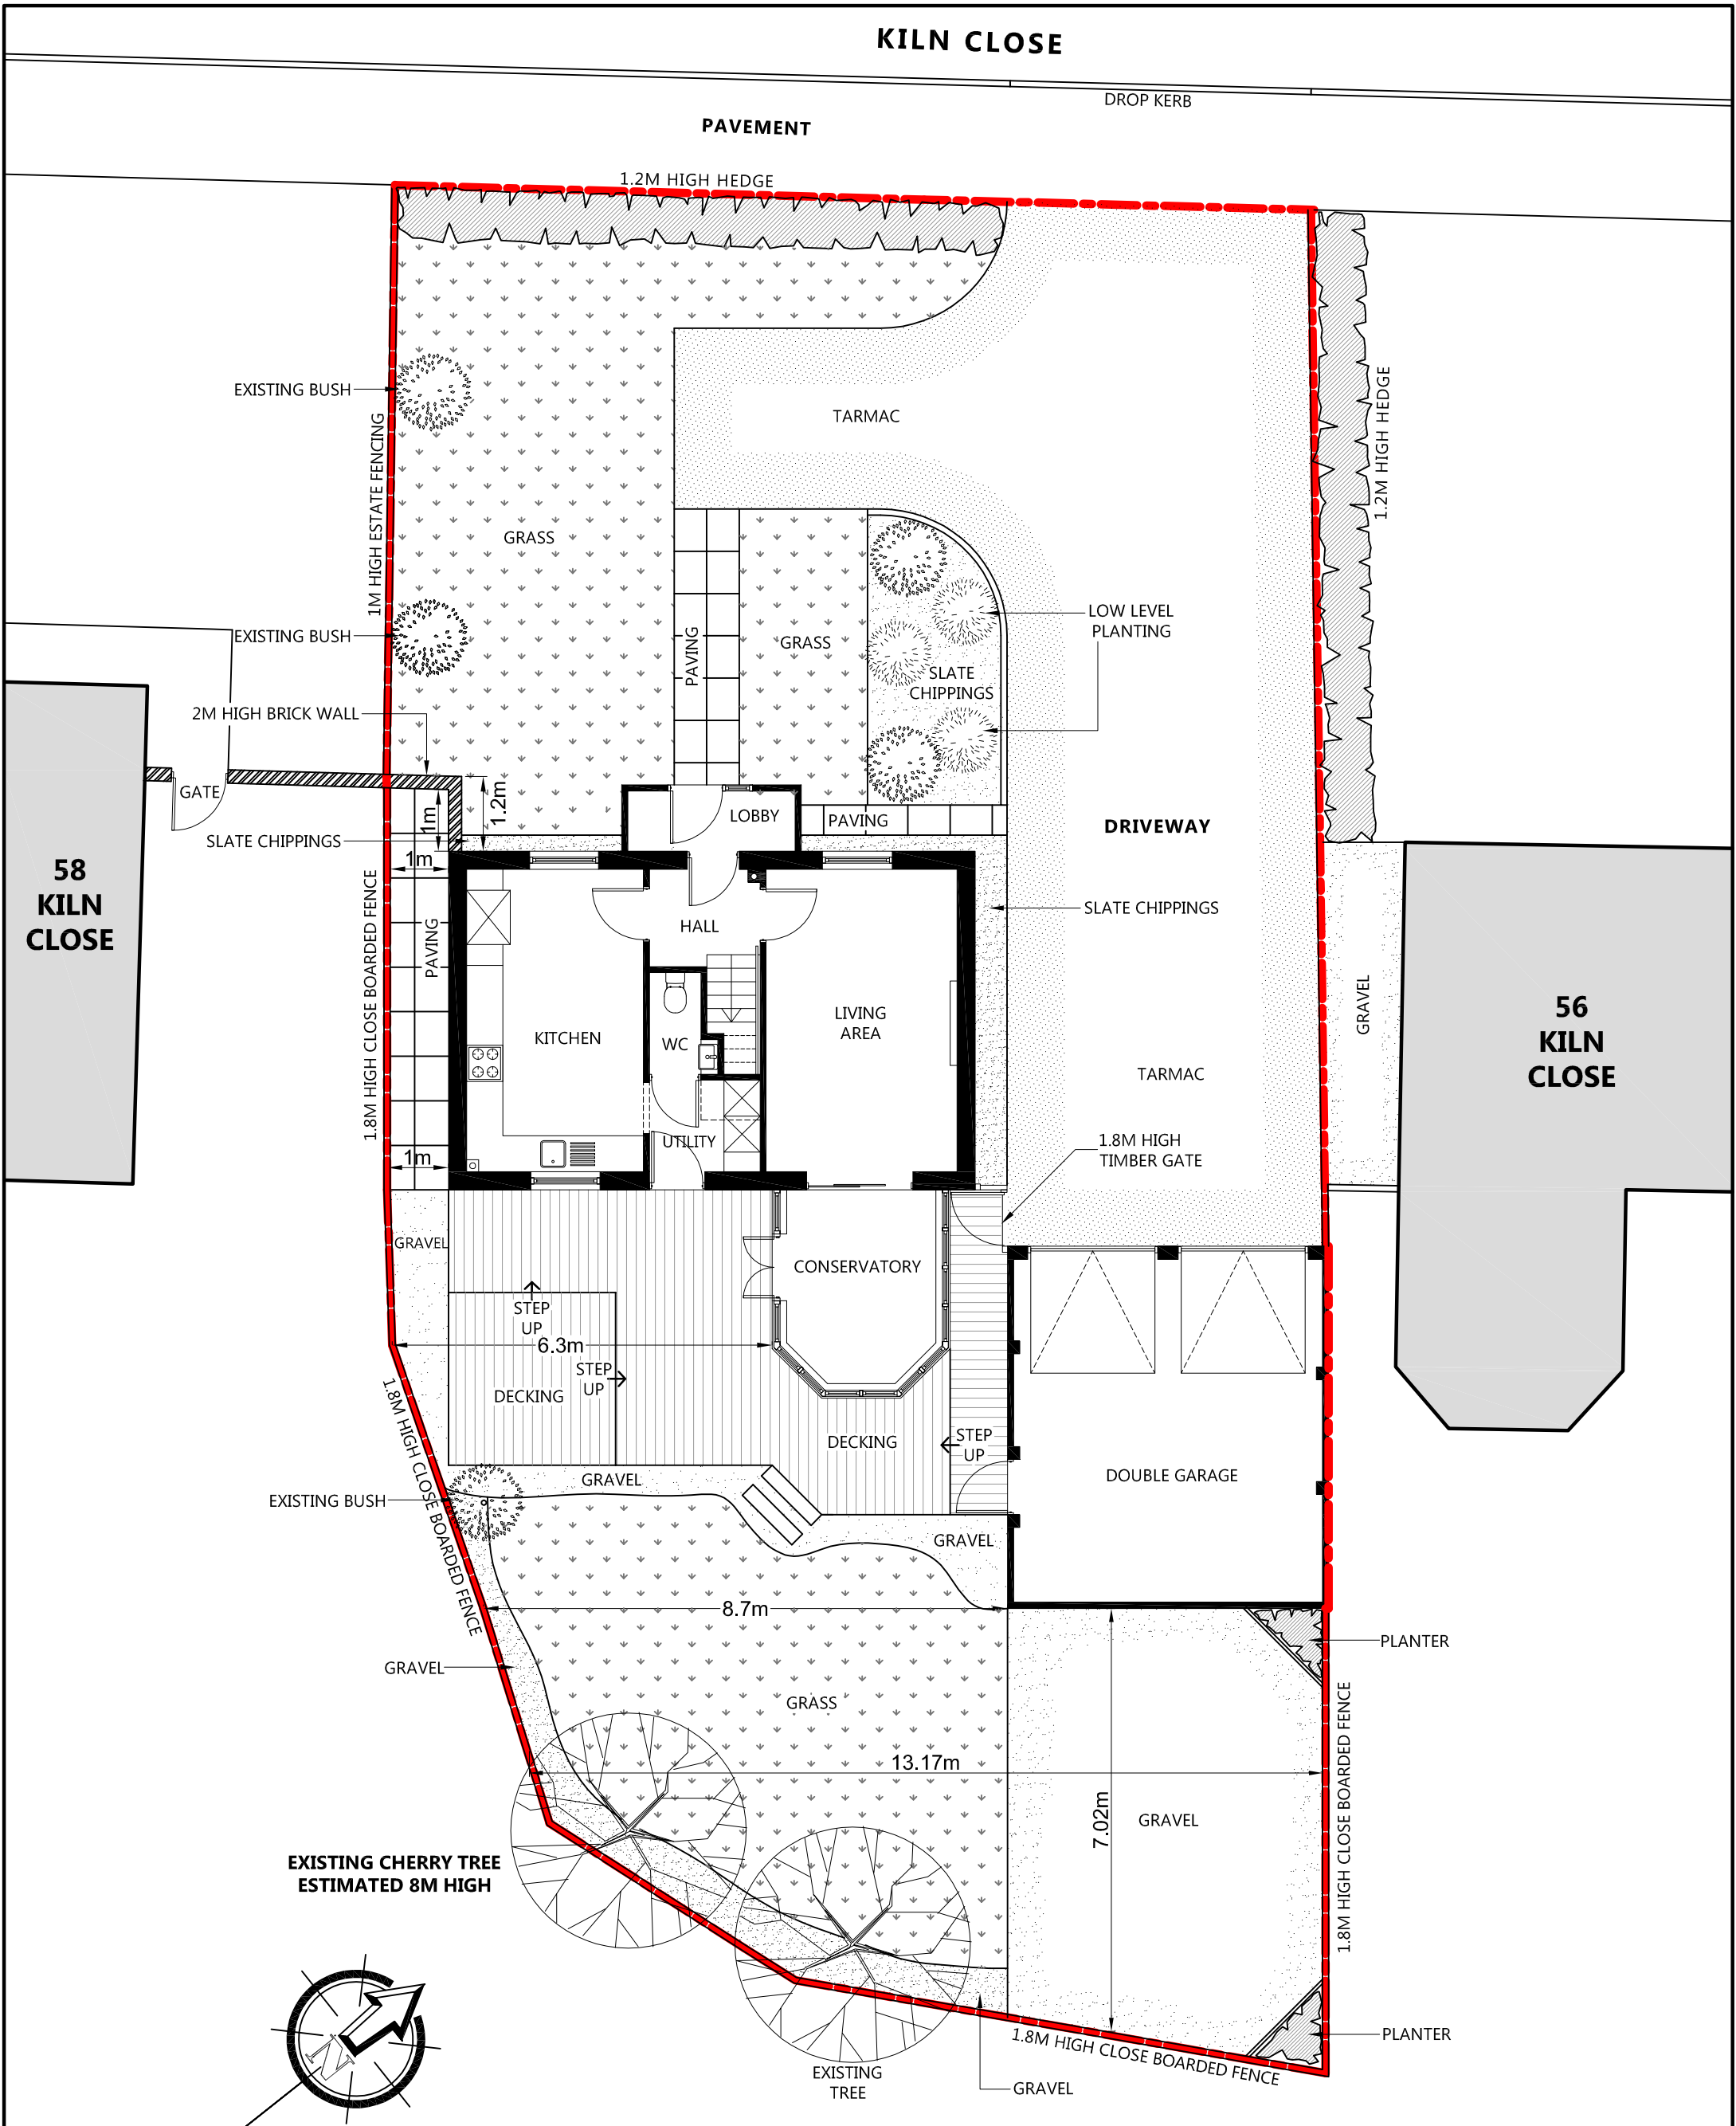 KILN CLOSE
DROP KERB
PAVEMENT
1.2M HIGH HEDGE
EXISTING BUSH
1M HIGH ESTATE FENCING
TARMAC
1.2M HIGH HEDGE
GRASS
EXISTING BUSH
PAVING
GRASS
LOW LEVEL
PLANTING
SLATE
CHIPPINGS
2M HIGH BRICK WALL
GATE
1m
1.2m
LOBBY
PAVING
DRIVEWAY
SLATE CHIPPINGS
1m
58
KILN
CLOSE
1.8M HIGH CLOSE BOARDED FENCE
PAVING
HALL
SLATE CHIPPINGS
KITCHEN
WC
LIVING
AREA
GRAVEL
56
KILN
CLOSE
TARMAC
UTILITY
1m
1.8M HIGH
TIMBER GATE
GRAVEL
CONSERVATORY
STEP
UP
6.3m
STEP
UP
DECKING
1.8M HIGH CLOSE BOARDED FENCE
DECKING
STEP
UP
DOUBLE GARAGE
GRAVEL
EXISTING BUSH
GRAVEL
8.7m
PLANTER
GRAVEL
GRASS
13.17m
7.02m
GRAVEL
1.8M HIGH CLOSE BOARDED FENCE
EXISTING CHERRY TREE
ESTIMATED 8M HIGH
N
EXISTING
TREE
1.8M HIGH CLOSE BOARDED FENCE
PLANTER
GRAVEL